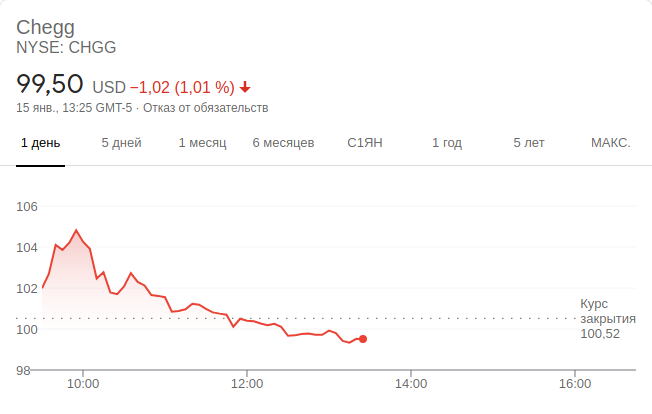 Chegg
NYSE: CHGG
99,50 USD −1,02 (1,01 %)
15 янв., 13:25 GMT-5 · Отказ от обязательств
1 день 5 дней 1 месяц 6 месяцев С1ЯН 1 год 5 лет МАКС.
106
104
102
Курс
закрытия
100,52
100
98
10:00 12:00 14:00 16:00